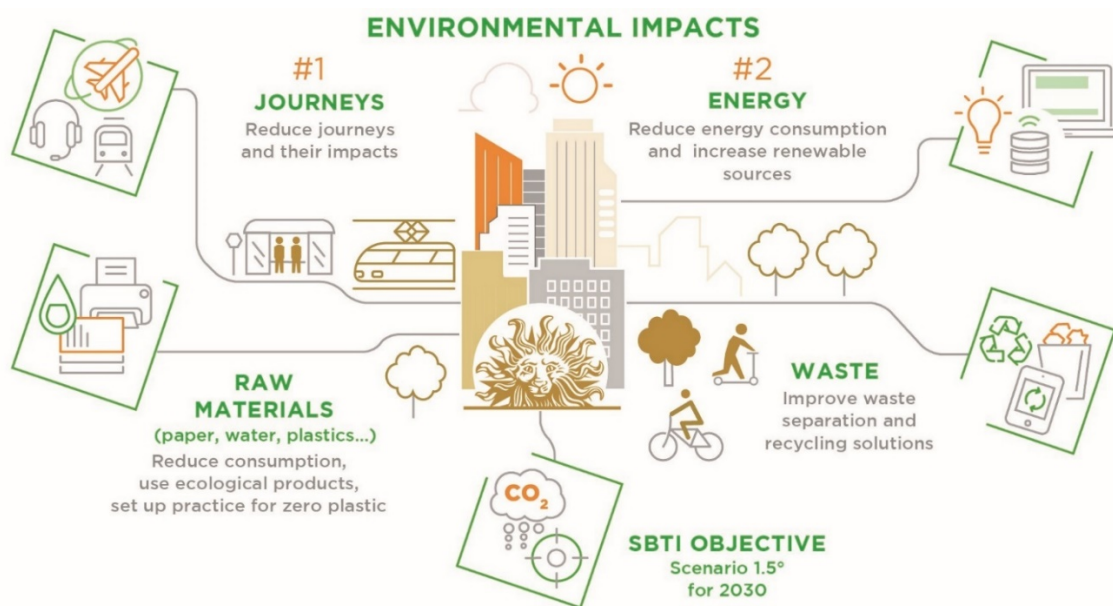 ENVIRONMENTAL IMPACTS
#1
JOURNEYS
Reduce journeys
and their impacts
#2
ENERGY
Reduce energy consumption
and increase renewable
sources
RAW
MATERIALS
(paper, water, plastics...)
Reduce consumption,
use ecological products,
set up practice for zero plastic
WASTE
Improve waste
separation and
recycling solutions
CO2
SBTI OBJECTIVE
Scenario 1.5°
for 2030